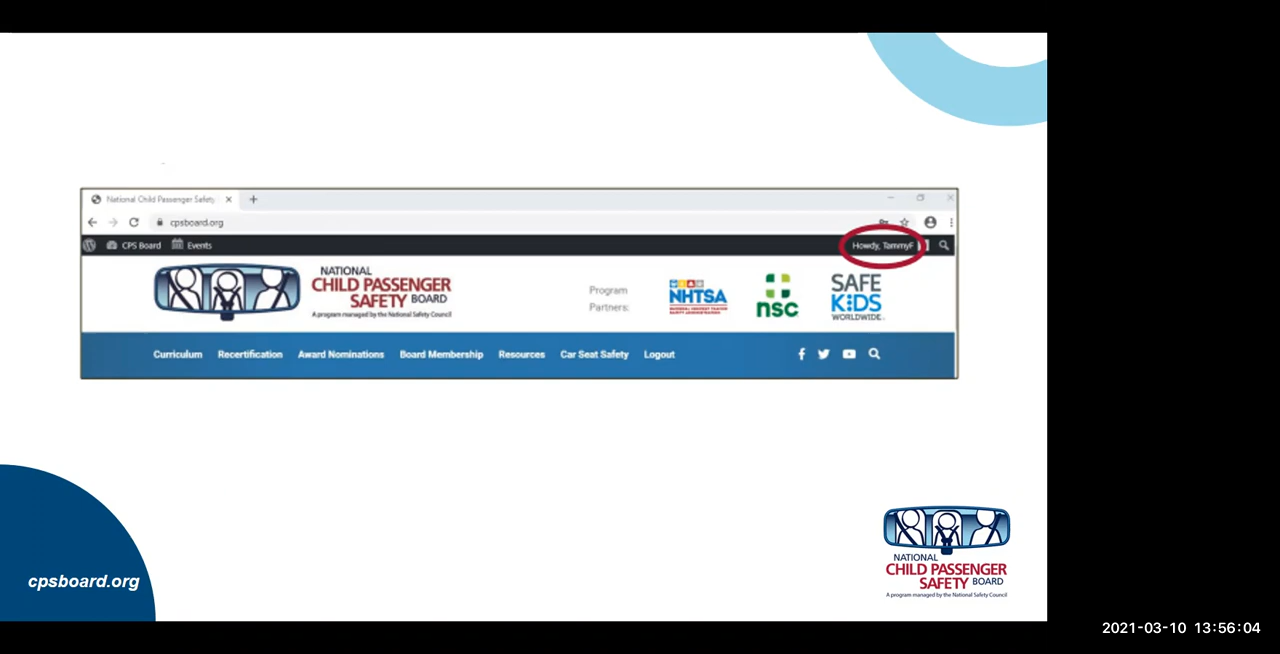 National Child Passenger Safety
cpsboard.org
CPS Board Events Howdy, TammyF
NATIONAL
CHILD PASSENGER
SAFETY BOARD
A program managed by the National Safety Council
Program
Partners:
NHTSA
nsc
SAFE
KIDS
WORLDWIDE
Curriculum Recertification Award Nominations Board Membership Resources Car Seat Safety Logout
cpsboard.org
NATIONAL
CHILD PASSENGER
SAFETY BOARD
A program managed by the National Safety Council
2021-03-10 13:56:04